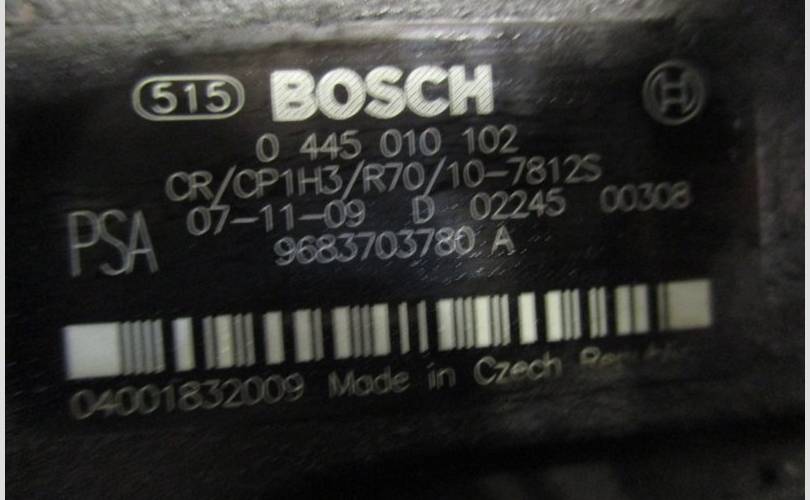 515 BOSCH H
0 445 010 102
CR/CP1H3/R70/10-7812S
07-11-09 D 02245 00308
PSA 9683703780 A
04001832009 Made in Czech Republic